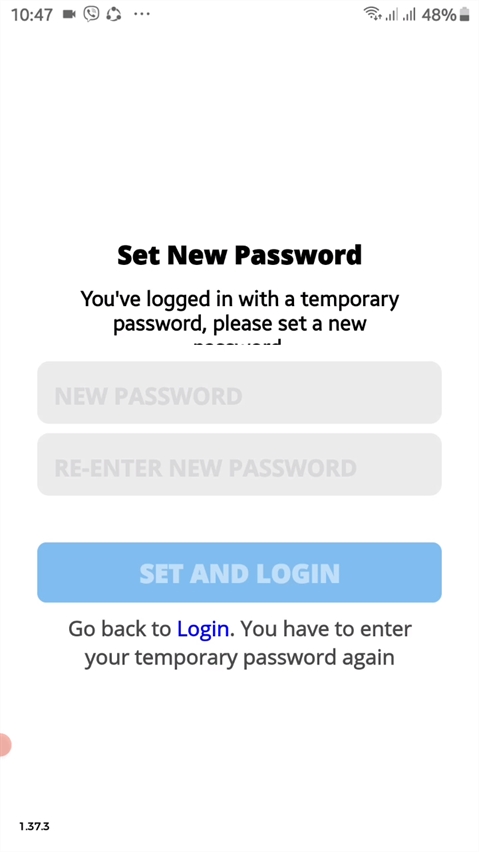 10:47 48%
Set New Password
You've logged in with a temporary
password, please set a new
password
NEW PASSWORD
RE-ENTER NEW PASSWORD
SET AND LOGIN
Go back to Login. You have to enter
your temporary password again
1.37.3